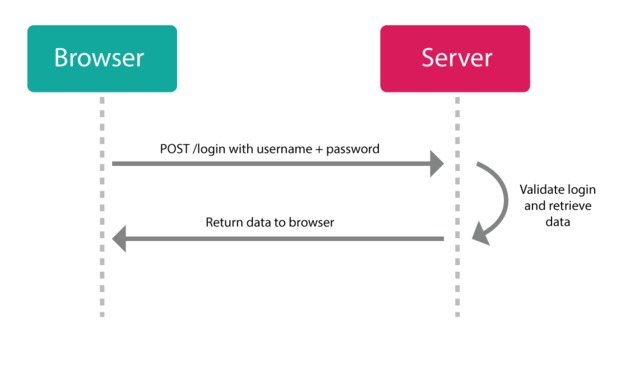 Browser
Server
POST /login with username + password
Validate login
and retrieve
data
Return data to browser